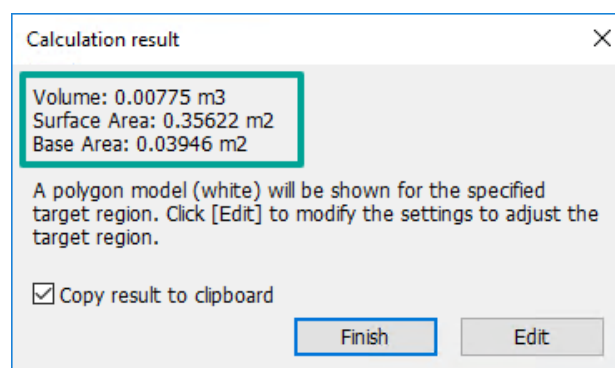 Calculation result
Volume: 0.00775 m3
Surface Area: 0.35622 m2
Base Area: 0.03946 m2
A polygon model (white) will be shown for the specified
target region. Click [Edit] to modify the settings to adjust the
target region.
Copy result to clipboard
Finish
Edit